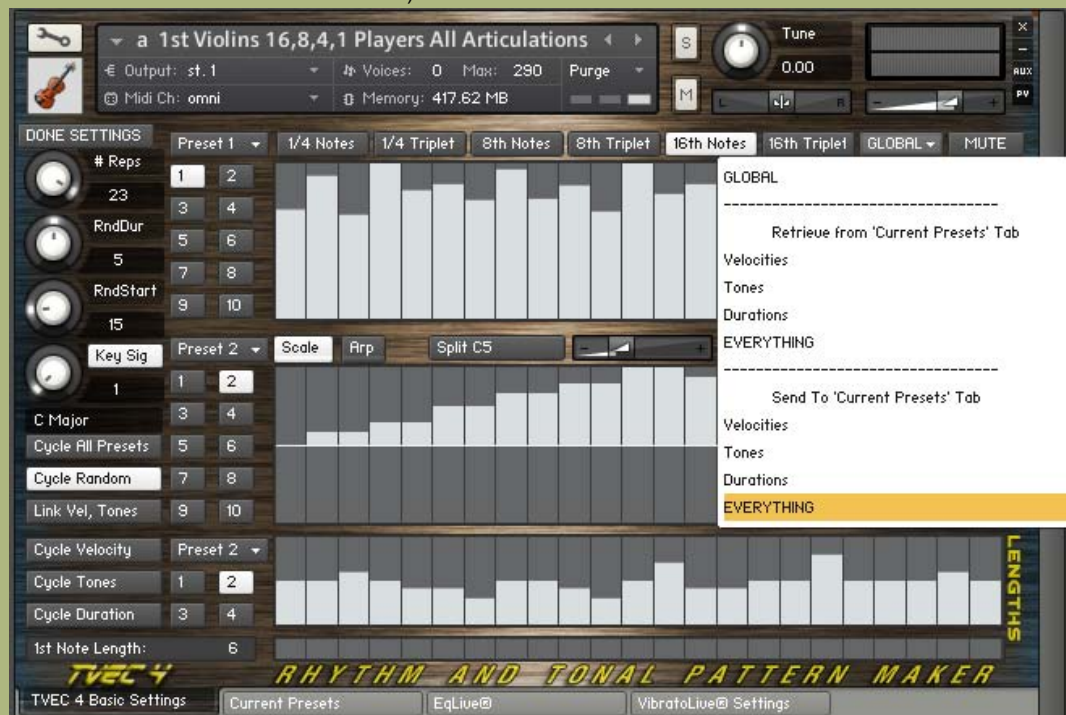 a 1st Violins 16,8,4,1 Players All Articulations
S
Tune
Output: st.1
Voices: 0 Max: 290 Purge
0.00
AUX
Midi Ch: omni
Memory: 417.62 MB
M
L R
- +
PV
DONE SETTINGS
Preset 1
1/4 Notes
1/4 Triplet
8th Notes
8th Triplet
16th Notes
16th Triplet
GLOBAL
MUTE
# Reps
23
RndDur
5
RndStart
15
Key Sig
1
C Major
1 2
3 4
5 6
7 8
9 10
GLOBAL
---------------------------------
Retrieve from 'Current Presets' Tab
Velocities
Tones
Durations
EVERYTHING
---------------------------------
Send To 'Current Presets' Tab
Velocities
Tones
Durations
EVERYTHING
Preset 2
Scale
Arp
Split C5
- +
1 2
3 4
5 6
7 8
9 10
Cycle All Presets
Cycle Random
Link Vel, Tones
Cycle Velocity
Preset 2
Cycle Tones
1 2
Cycle Duration
3 4
1st Note Length: 6
LENGTHS
TVEC 4
RHYTHM AND TONAL PATTERN MAKER
TVEC 4 Basic Settings
Current Presets
EqLive®
VibratoLive® Settings